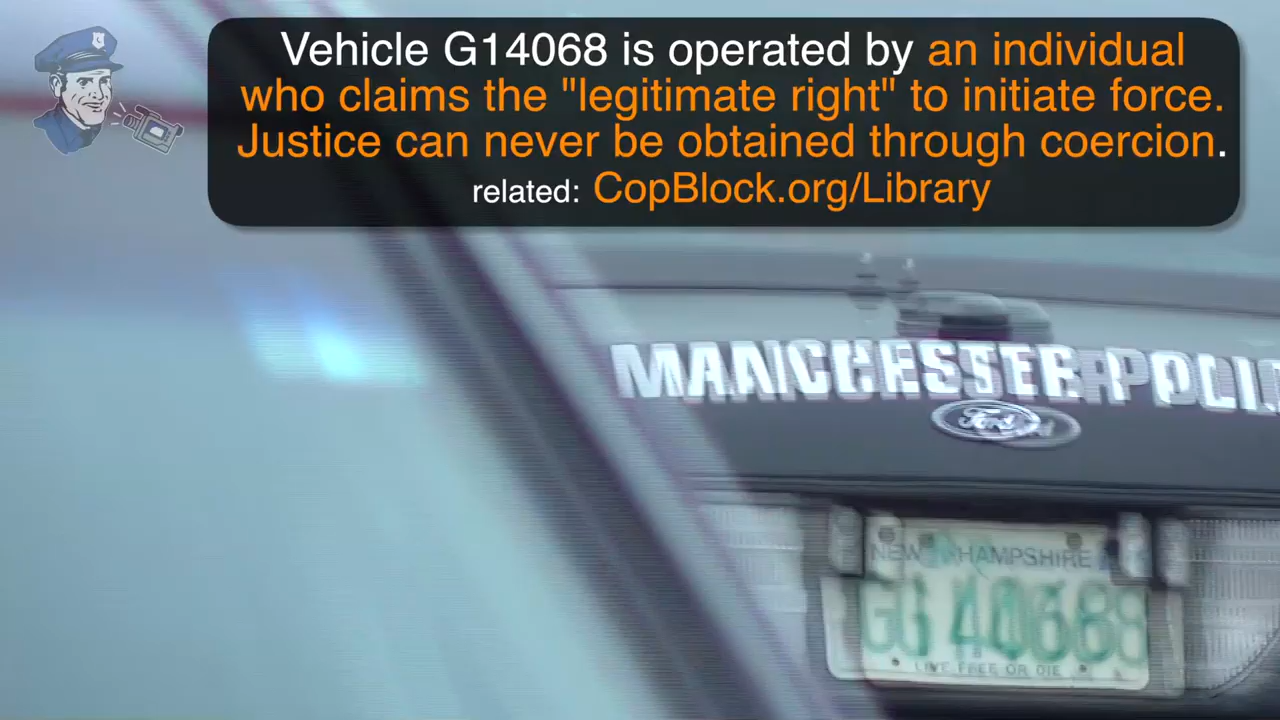 Vehicle G14068 is operated by an individual
who claims the "legitimate right" to initiate force.
Justice can never be obtained through coercion.
related: CopBlock.org/Library
MANCHESTER POLI
Ford
NEW HAMPSHIRE
LIVE FREE OR DIE